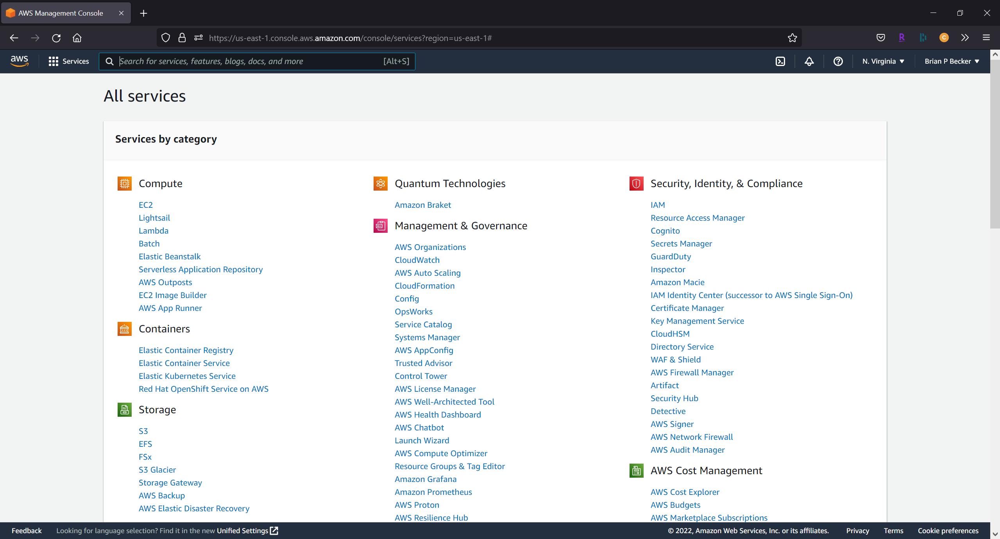 AWS Management Console
https://us-east-1.console.aws.amazon.com/console/services?region=us-east-1#
R
C
aws
Services
Search for services, features, blogs, docs, and more
[Alt+S]
N. Virginia
Brian P Becker
All services
Services by category
Compute
EC2
Lightsail
Lambda
Batch
Elastic Beanstalk
Serverless Application Repository
AWS Outposts
EC2 Image Builder
AWS App Runner
Containers
Elastic Container Registry
Elastic Container Service
Elastic Kubernetes Service
Red Hat OpenShift Service on AWS
Storage
S3
EFS
FSx
S3 Glacier
Storage Gateway
AWS Backup
AWS Elastic Disaster Recovery
Quantum Technologies
Amazon Braket
Management & Governance
AWS Organizations
CloudWatch
AWS Auto Scaling
CloudFormation
Config
OpsWorks
Service Catalog
Systems Manager
AWS AppConfig
Trusted Advisor
Control Tower
AWS License Manager
AWS Well-Architected Tool
AWS Health Dashboard
AWS Chatbot
Launch Wizard
AWS Compute Optimizer
Resource Groups & Tag Editor
Amazon Grafana
Amazon Prometheus
AWS Proton
AWS Resilience Hub
Security, Identity, & Compliance
IAM
Resource Access Manager
Cognito
Secrets Manager
GuardDuty
Inspector
Amazon Macie
IAM Identity Center (successor to AWS Single Sign-On)
Certificate Manager
Key Management Service
CloudHSM
Directory Service
WAF & Shield
AWS Firewall Manager
Artifact
Security Hub
Detective
AWS Signer
AWS Network Firewall
AWS Audit Manager
AWS Cost Management
AWS Cost Explorer
AWS Budgets
AWS Marketplace Subscriptions
Feedback
Looking for language selection? Find it in the new Unified Settings
© 2022, Amazon Web Services, Inc. or its affiliates.
Privacy
Terms
Cookie preferences